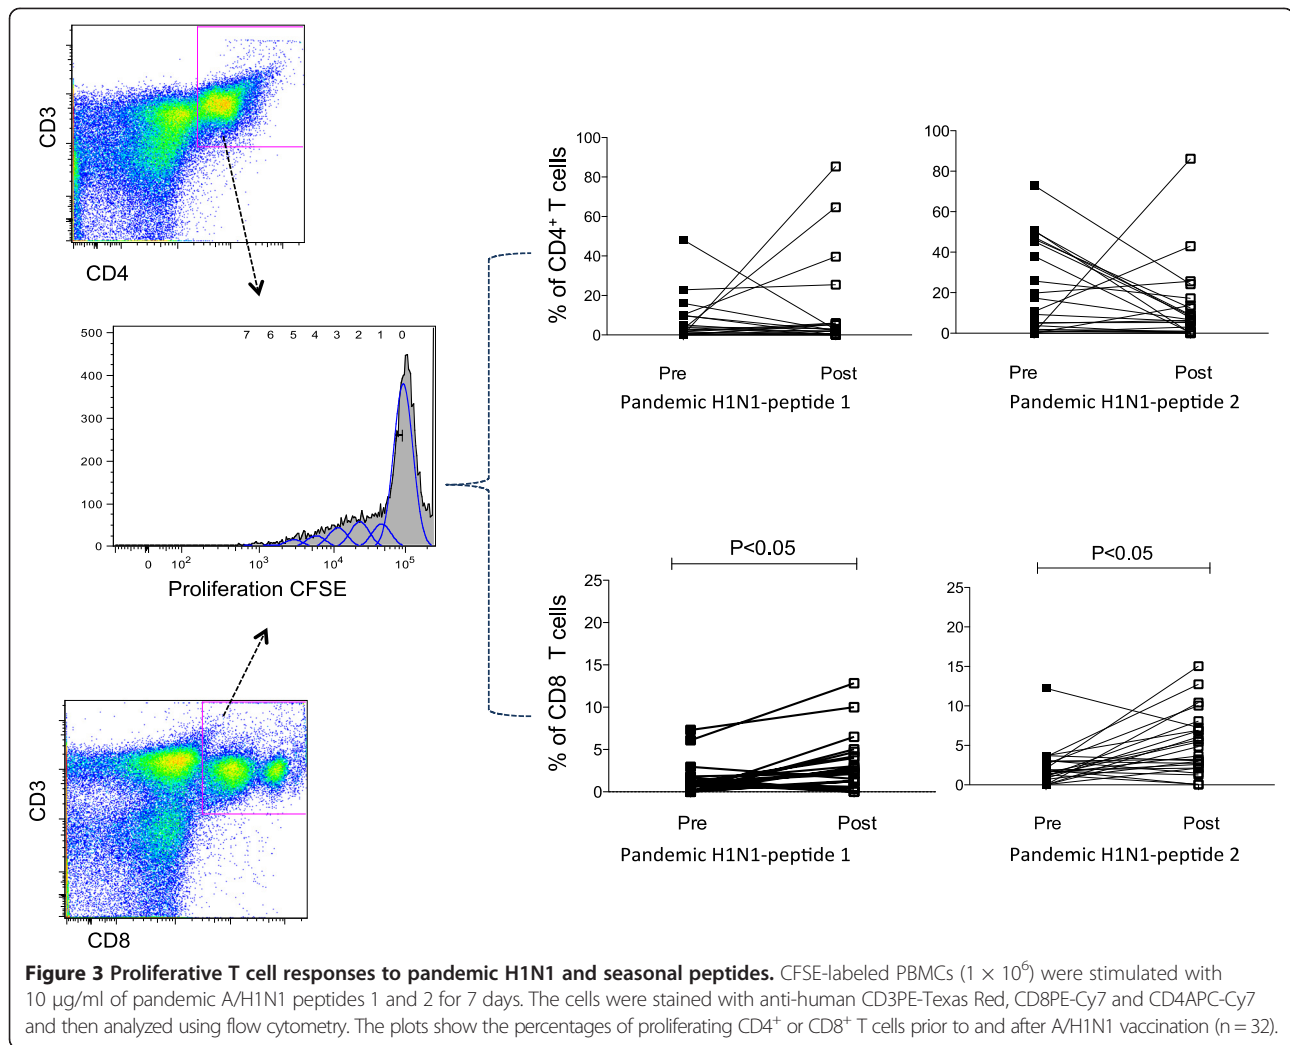 CD3
CD4
500
400
300
200
100
0
7 6 5 4 3 2 1 0
0 10² 10³ 10⁴ 10⁵
Proliferation CFSE
CD3
CD8
% of CD4⁺ T cells
100
80
60
40
20
0
Pre Post
Pandemic H1N1-peptide 1
100
80
60
40
20
0
Pre Post
Pandemic H1N1-peptide 2
P<0.05
% of CD8 T cells
25
20
15
10
5
0
Pre Post
Pandemic H1N1-peptide 1
P<0.05
25
20
15
10
5
0
Pre Post
Pandemic H1N1-peptide 2
Figure 3 Proliferative T cell responses to pandemic H1N1 and seasonal peptides. CFSE-labeled PBMCs (1 × 10⁶) were stimulated with
10 μg/ml of pandemic A/H1N1 peptides 1 and 2 for 7 days. The cells were stained with anti-human CD3PE-Texas Red, CD8PE-Cy7 and CD4APC-Cy7
and then analyzed using flow cytometry. The plots show the percentages of proliferating CD4⁺ or CD8⁺ T cells prior to and after A/H1N1 vaccination (n = 32).